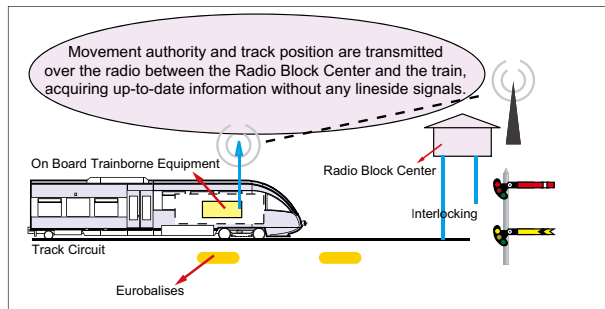 Movement authority and track position are transmitted
over the radio between the Radio Block Center and the train,
acquiring up-to-date information without any lineside signals.
On Board Trainborne Equipment
Radio Block Center
Interlocking
Track Circuit
Eurobalises